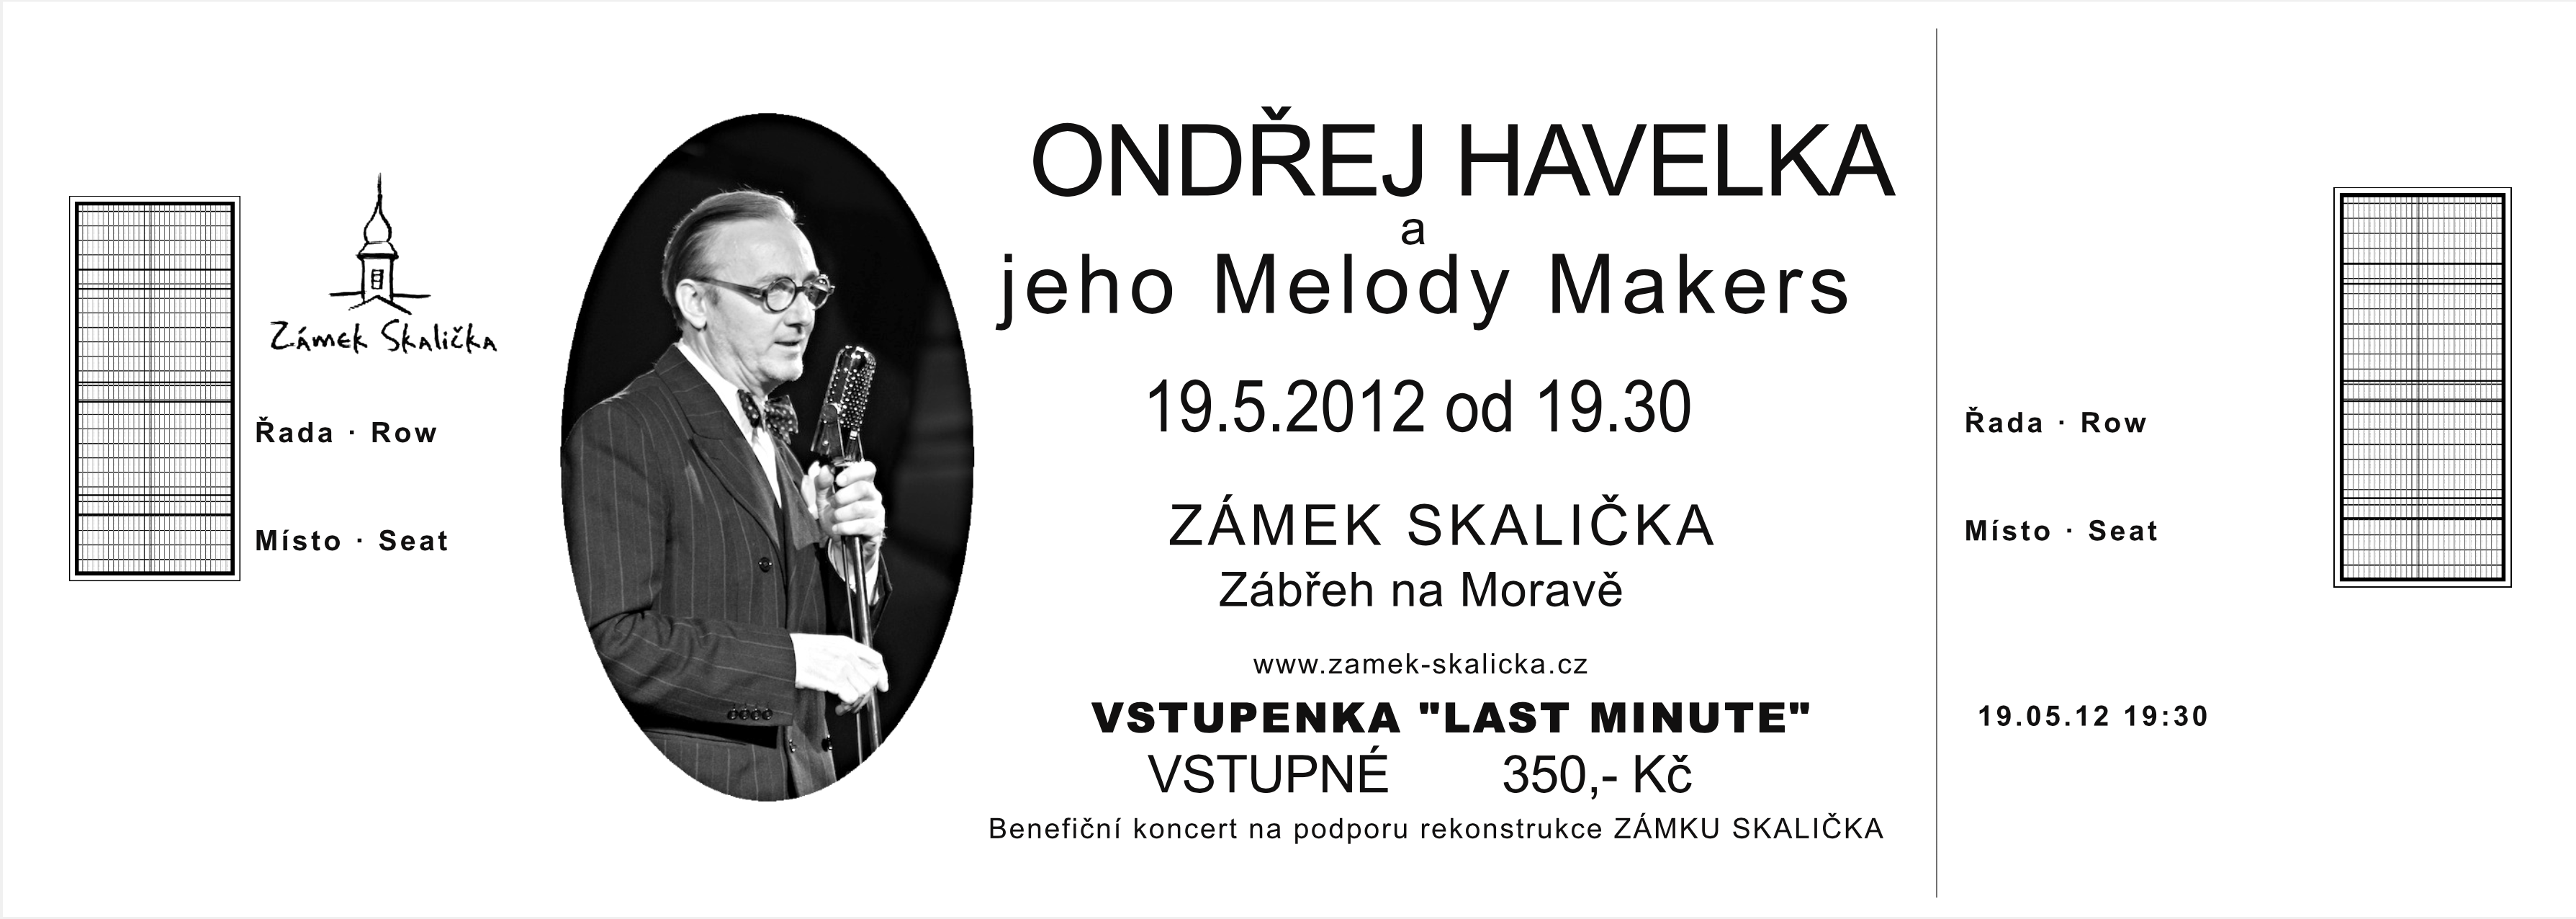 Zámek Skalička
Řada · Row
Místo · Seat
ONDŘEJ HAVELKA
a
jeho Melody Makers
19.5.2012 od 19.30
ZÁMEK SKALIČKA
Zábřeh na Moravě
www.zamek-skalicka.cz
VSTUPENKA "LAST MINUTE"
VSTUPNÉ 350,- Kč
Benefiční koncert na podporu rekonstrukce ZÁMKU SKALIČKA
Řada · Row
Místo · Seat
19.05.12 19:30